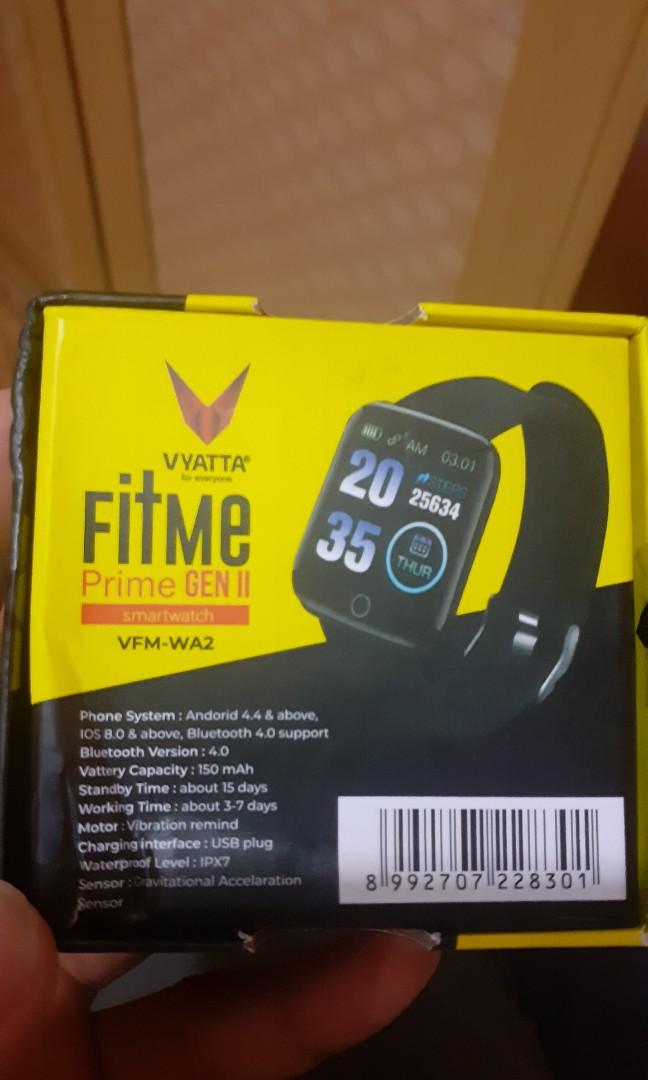 VYATTA®
for everyone
FitMe
Prime GEN II
smartwatch
VFM-WA2
AM 03.01
20
STEPS
25634
35
THUR
Phone System : Andorid 4.4 & above,
IOS 8.0 & above, Bluetooth 4.0 support
Bluetooth Version : 4.0
Vattery Capacity : 150 mAh
Standby Time : about 15 days
Working Time : about 3-7 days
Motor : Vibration remind
Charging interface : USB plug
Waterproof Level : IPX7
Sensor : Gravitational Accelaration
Sensor
8 992707 228301